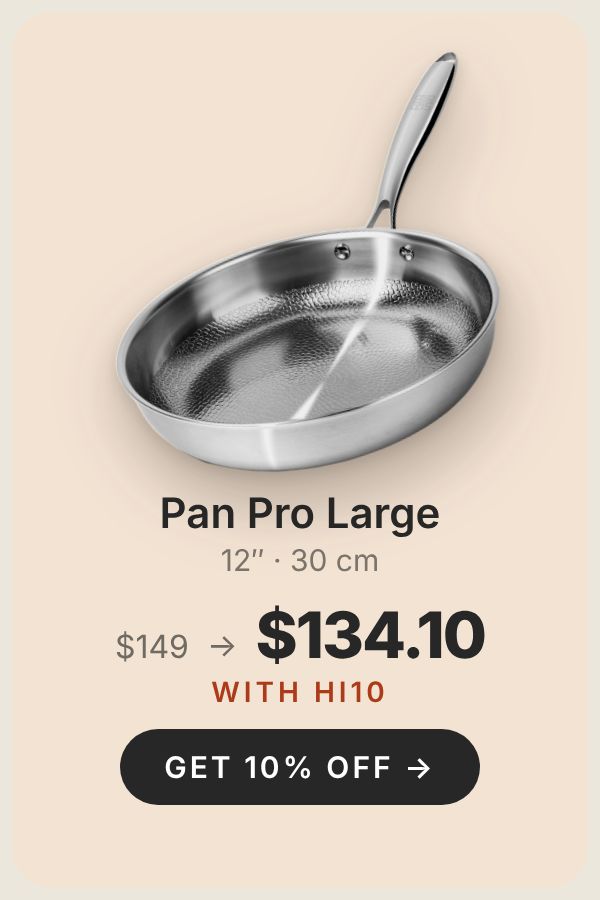 Pan Pro Large
12″ · 30 cm
$149 → $134.10
WITH HI10
GET 10% OFF →